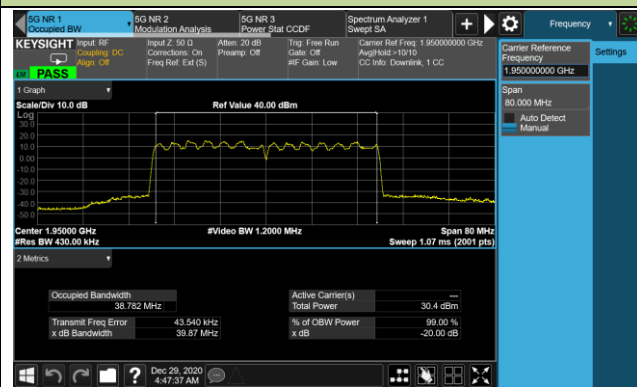 5G NR 1
Occupied BW
5G NR 2
Modulation Analysis
5G NR 3
Power Stat CCDF
Spectrum Analyzer 1
Swept SA
Frequency
KEYSIGHT
Input: RF
Coupling: DC
Align: Off
Input Z: 50 Ω
Corrections: On
Freq Ref: Ext (S)
Atten: 20 dB
Preamp: Off
Trig: Free Run
Gate: Off
#IF Gain: Low
Carrier Ref Freq: 1.950000000 GHz
Avg|Hold:>10/10
CC Info: Downlink, 1 CC
LXI
PASS
Carrier Reference
Frequency
1.950000000 GHz
Span
80.000 MHz
Auto Detect
Manual
Settings
1 Graph
Scale/Div 10.0 dB
Ref Value 40.00 dBm
Log
30.0
20.0
10.0
0.00
-10.0
-20.0
-30.0
-40.0
-50.0
Center 1.95000 GHz
#Res BW 430.00 kHz
#Video BW 1.2000 MHz
Span 80 MHz
Sweep 1.07 ms (2001 pts)
2 Metrics
Occupied Bandwidth
38.782 MHz
Transmit Freq Error
43.540 kHz
x dB Bandwidth
39.87 MHz
Active Carrier(s)
---
Total Power
30.4 dBm
% of OBW Power
99.00 %
x dB
-20.00 dB
?
Dec 29, 2020
4:47:37 AM